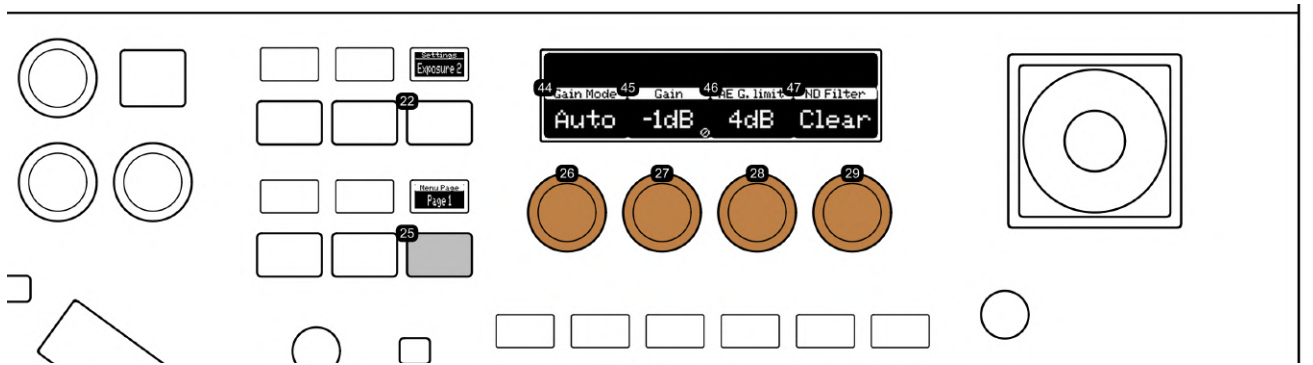 Settings
Exposure 2
22
44 Gain Mode 45 Gain 46 AE G. limit 47 ND Filter
Auto -1dB 4dB Clear
26 27 28 29
Menu Page
Page 1
25